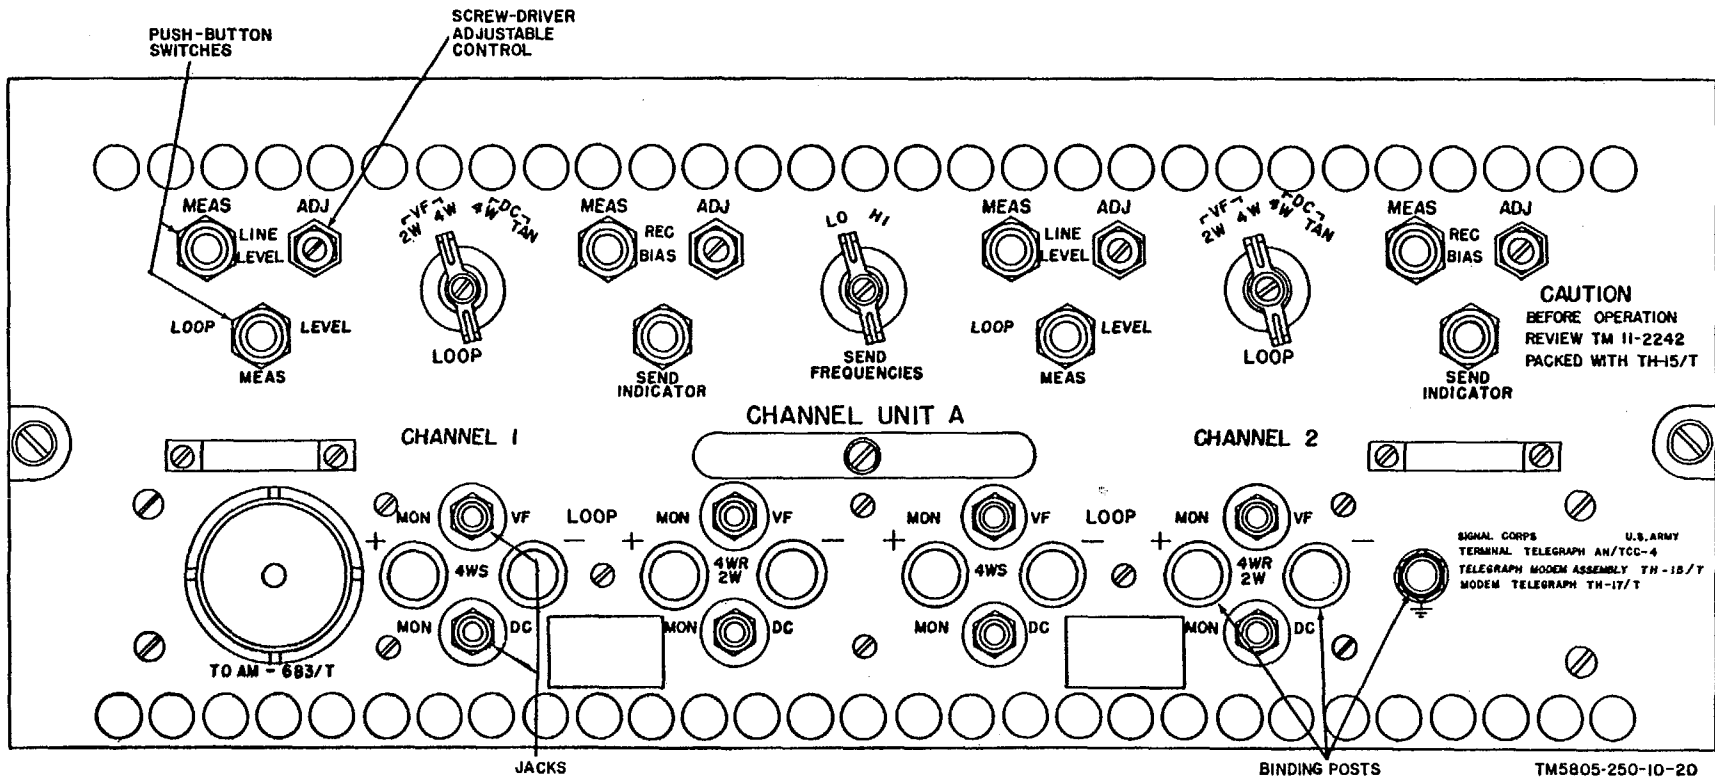 PUSH-BUTTON
SWITCHES
SCREW-DRIVER
ADJUSTABLE
CONTROL
MEAS
LINE
LEVEL
ADJ
VF
2W 4W
DC
4W TAN
LOOP
MEAS
REC
BIAS
ADJ
LO HI
SEND
FREQUENCIES
MEAS
LINE
LEVEL
ADJ
VF
2W 4W
DC
4W TAN
LOOP
MEAS
REC
BIAS
ADJ
LOOP LEVEL
MEAS
SEND
INDICATOR
LOOP LEVEL
MEAS
SEND
INDICATOR
CAUTION
BEFORE OPERATION
REVIEW TM 11-2242
PACKED WITH TH-15/T
CHANNEL 1
CHANNEL UNIT A
CHANNEL 2
MON VF LOOP MON VF
+ - + -
4WS
4WR
2W
MON DC MON DC
MON VF LOOP MON VF
+ - + -
4WS
4WR
2W
MON DC MON DC
TO AM - 683/T
SIGNAL CORPS U.S. ARMY
TERMINAL TELEGRAPH AN/TCC-4
TELEGRAPH MODEM ASSEMBLY TH-15/T
MODEM TELEGRAPH TH-17/T
JACKS
BINDING POSTS
TM5805-250-10-20